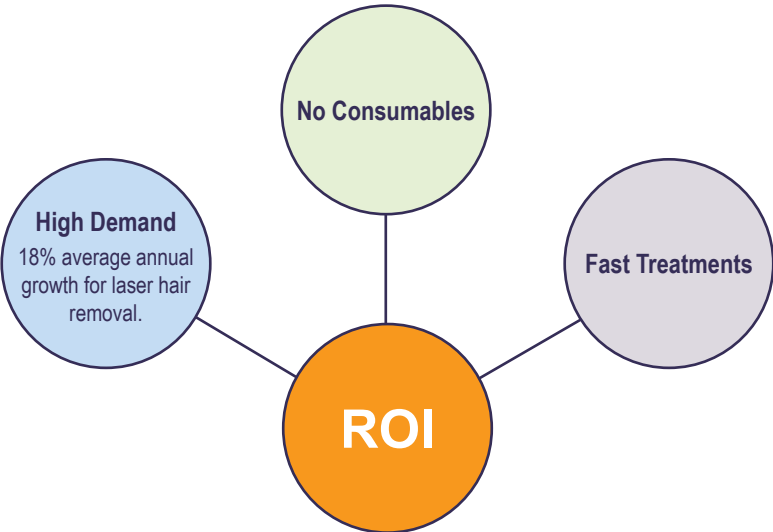 No Consumables
High Demand
18% average annual
growth for laser hair
removal.
Fast Treatments
ROI